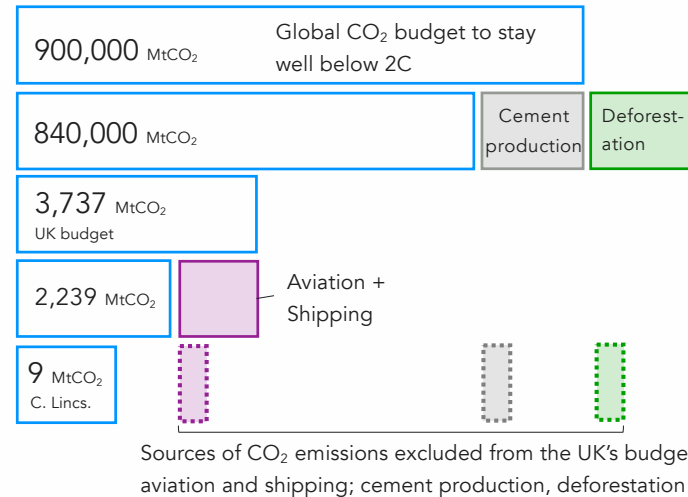 900,000 MtCO₂
Global CO₂ budget to stay
well below 2C
840,000 MtCO₂
Cement
production
Deforest-
ation
3,737 MtCO₂
UK budget
2,239 MtCO₂
Aviation +
Shipping
9 MtCO₂
C. Lincs.
Sources of CO₂ emissions excluded from the UK’s budge
aviation and shipping; cement production, deforestation